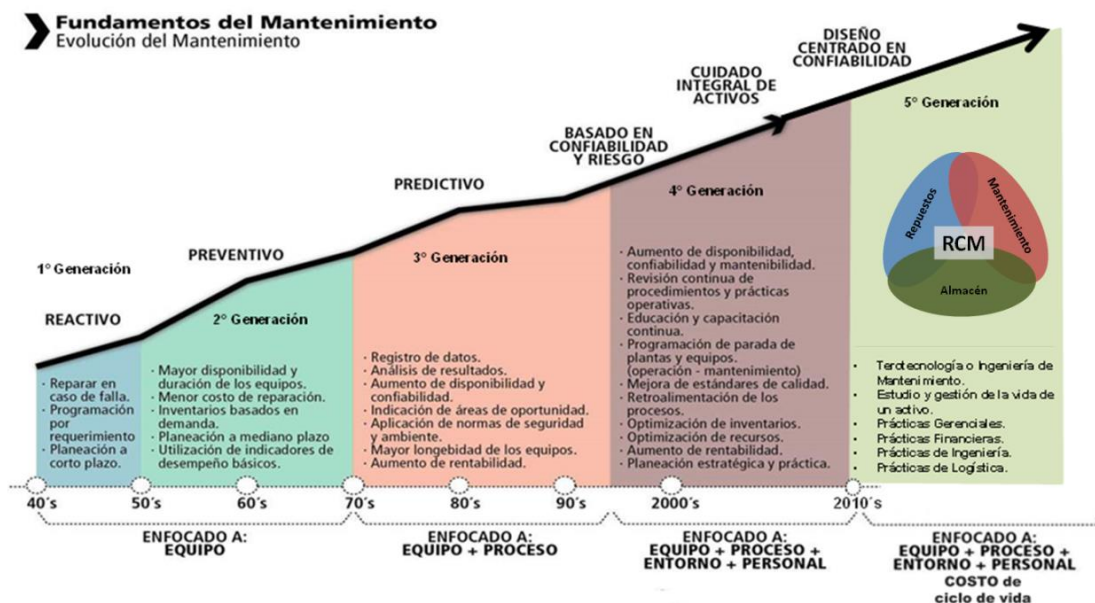 Fundamentos del Mantenimiento
Evolución del Mantenimiento
1° Generación
REACTIVO
· Reparar en
caso de falla.
· Programación
por
requerimiento
· Planeación a
corto plazo.
PREVENTIVO
2° Generación
· Mayor disponibilidad y
duración de los equipos.
· Menor costo de reparación.
· Inventarios basados en
demanda.
· Planeación a mediano plazo
· Utilización de indicadores de
desempeño básicos.
PREDICTIVO
3° Generación
· Registro de datos.
· Análisis de resultados.
· Aumento de disponibilidad y
confiabilidad.
· Indicación de áreas de oportunidad.
· Aplicación de normas de seguridad
y ambiente.
· Mayor longebidad de los equipos.
· Aumento de rentabilidad.
BASADO EN
CONFIABILIDAD
Y RIESGO
CUIDADO
INTEGRAL DE
ACTIVOS
4° Generación
· Aumento de disponibilidad,
confiabilidad y mantenibilidad.
· Revisión continua de
procedimientos y prácticas
operativas.
· Educación y capacitación
continua.
· Programación de parada de
plantas y equipos.
(operación - mantenimiento)
· Mejora de estándares de calidad.
· Retroalimentación de los
procesos.
· Optimización de inventarios.
· Optimización de recursos.
· Aumento de rentabilidad.
· Planeación estratégica y práctica.
DISEÑO
CENTRADO EN
CONFIABILIDAD
5° Generación
Repuestos
Mantenimiento
RCM
Almacén
• Terotecnología o Ingeniería de
Mantenimiento.
• Estudio y gestión de la vida de
un activo.
• Prácticas Gerenciales.
• Prácticas Financieras.
• Prácticas de Ingeniería.
• Prácticas de Logística.
40´s 50´s 60´s 70´s 80´s 90´s 2000´s 2010´s
ENFOCADO A:
EQUIPO
ENFOCADO A:
EQUIPO + PROCESO
ENFOCADO A:
EQUIPO + PROCESO +
ENTORNO + PERSONAL
ENFOCADO A:
EQUIPO + PROCESO +
ENTORNO + PERSONAL
COSTO de
ciclo de vida